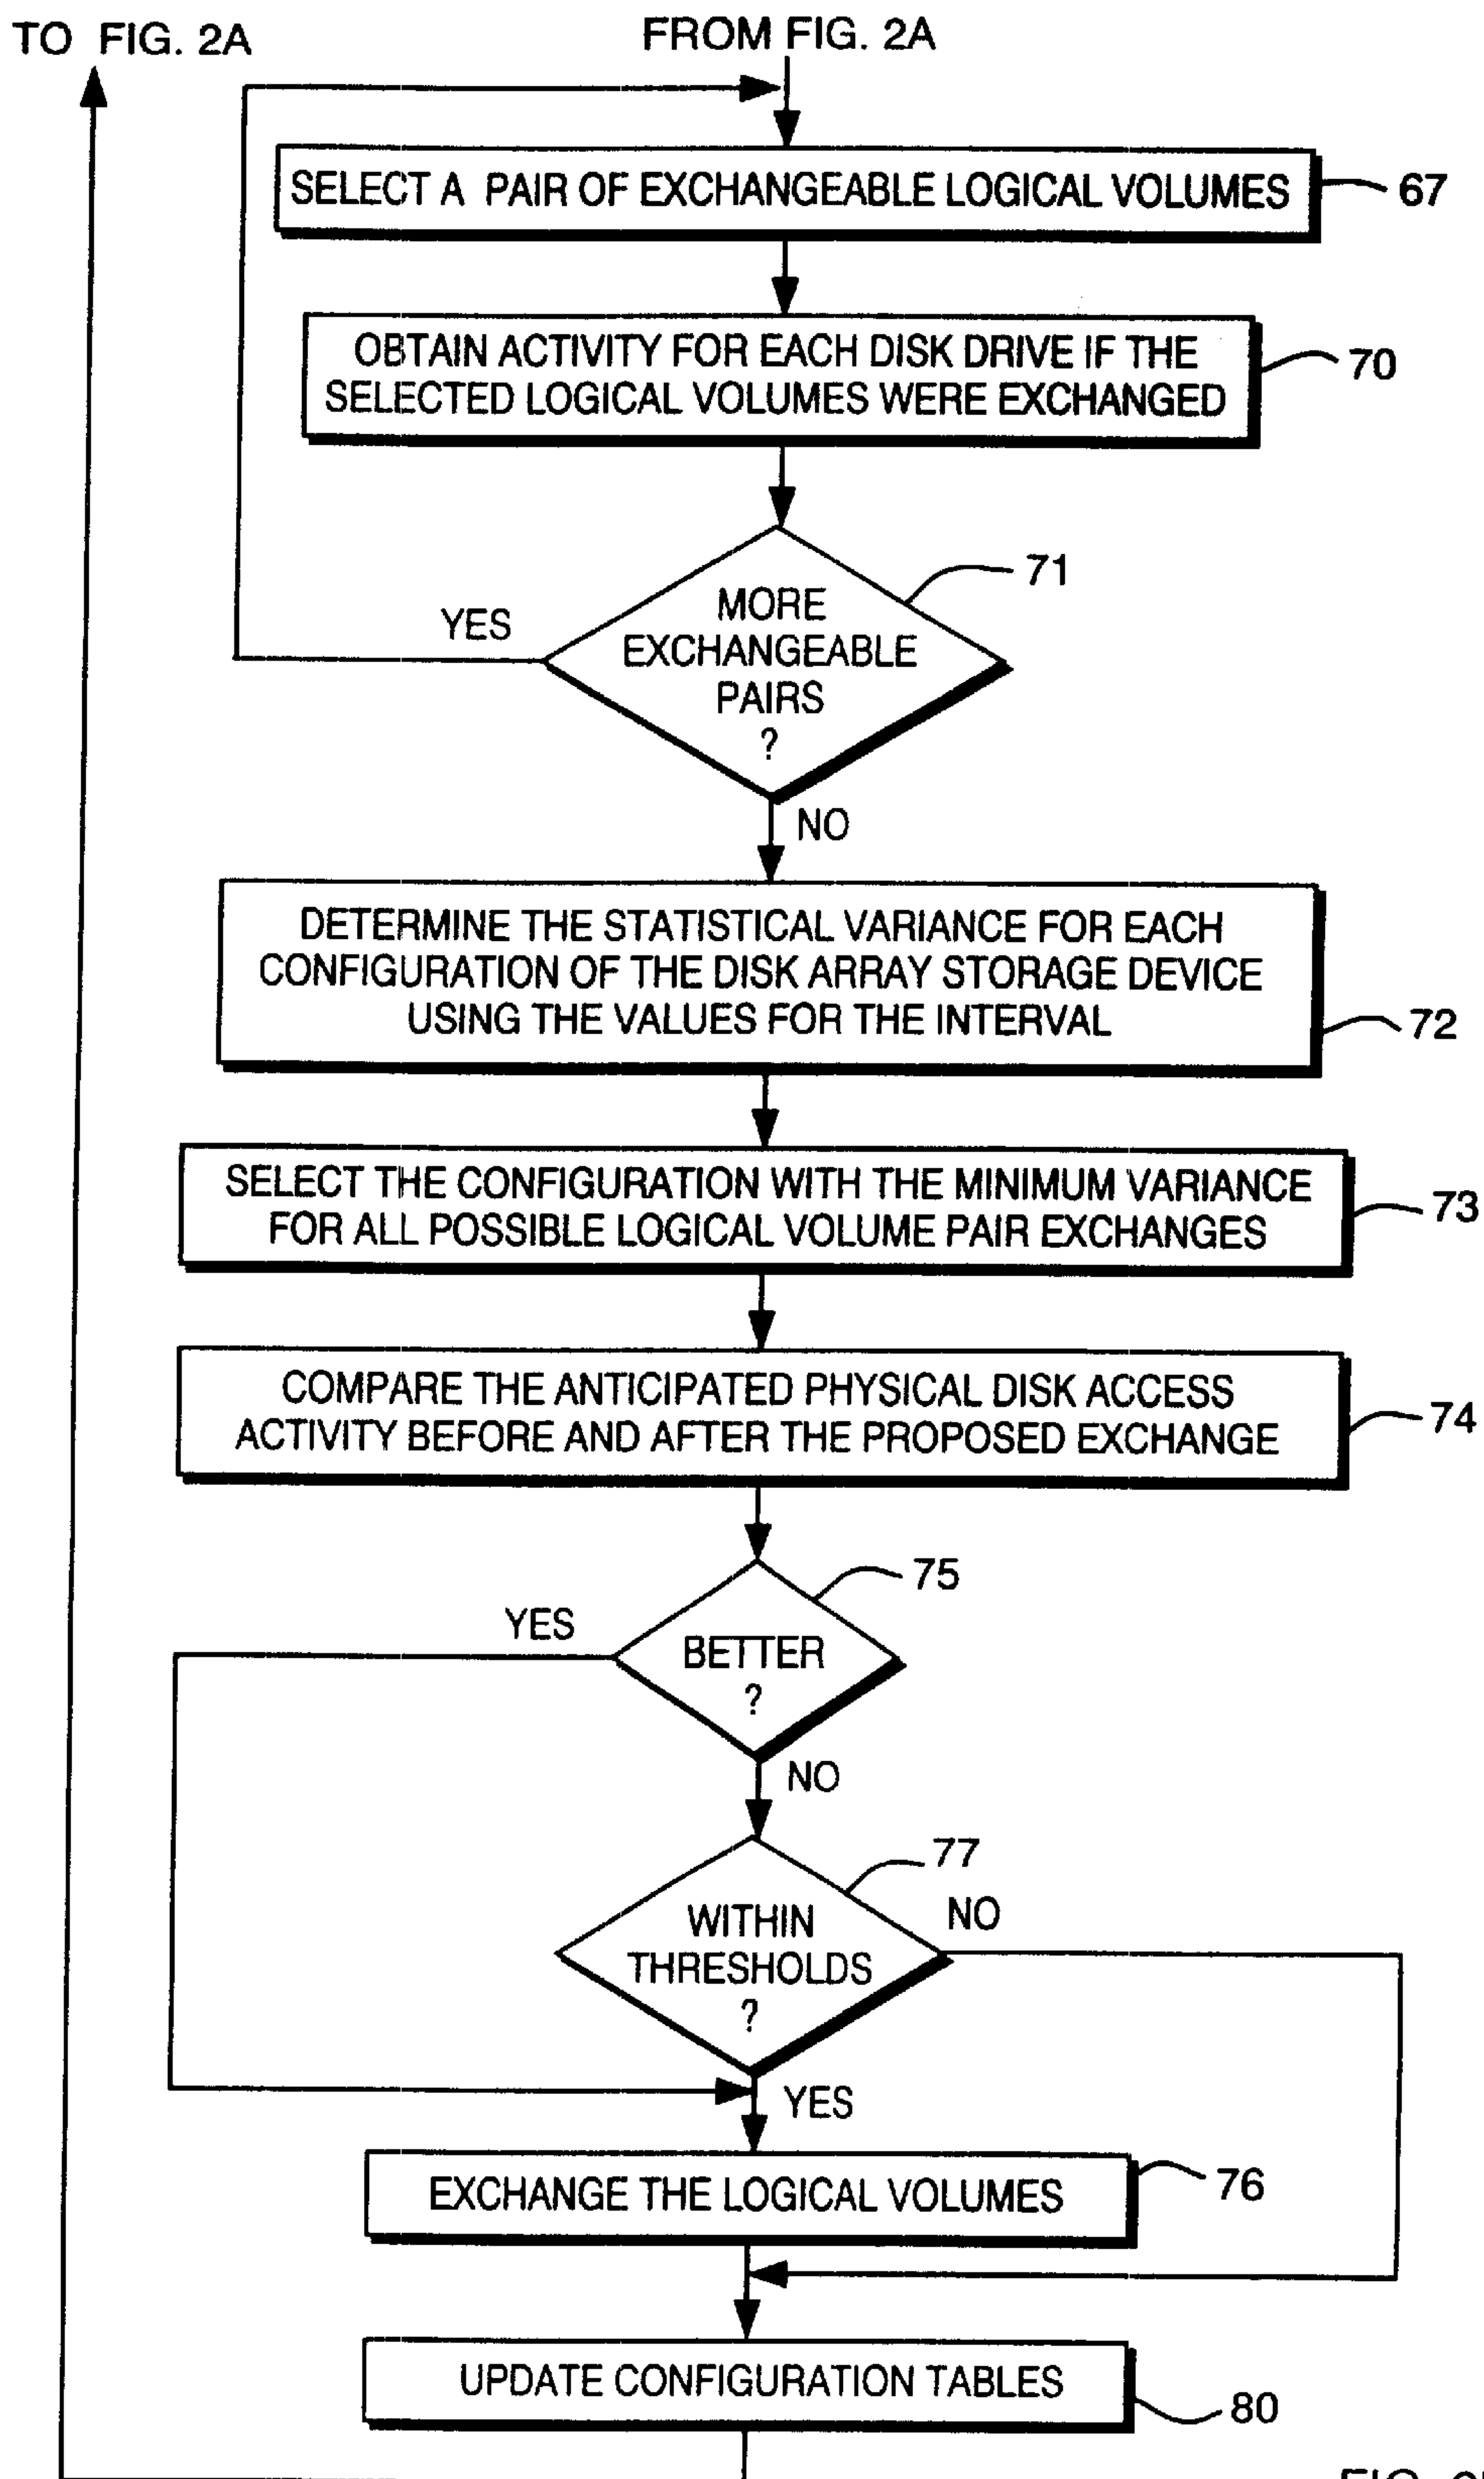 TO FIG. 2A
FROM FIG. 2A
SELECT A PAIR OF EXCHANGEABLE LOGICAL VOLUMES
67
OBTAIN ACTIVITY FOR EACH DISK DRIVE IF THE
SELECTED LOGICAL VOLUMES WERE EXCHANGED
70
71
MORE
EXCHANGEABLE
PAIRS
?
YES
NO
DETERMINE THE STATISTICAL VARIANCE FOR EACH
CONFIGURATION OF THE DISK ARRAY STORAGE DEVICE
USING THE VALUES FOR THE INTERVAL
72
SELECT THE CONFIGURATION WITH THE MINIMUM VARIANCE
FOR ALL POSSIBLE LOGICAL VOLUME PAIR EXCHANGES
73
COMPARE THE ANTICIPATED PHYSICAL DISK ACCESS
ACTIVITY BEFORE AND AFTER THE PROPOSED EXCHANGE
74
75
YES
BETTER
?
NO
77
NO
WITHIN
THRESHOLDS
?
YES
EXCHANGE THE LOGICAL VOLUMES
76
UPDATE CONFIGURATION TABLES
80
FIG.